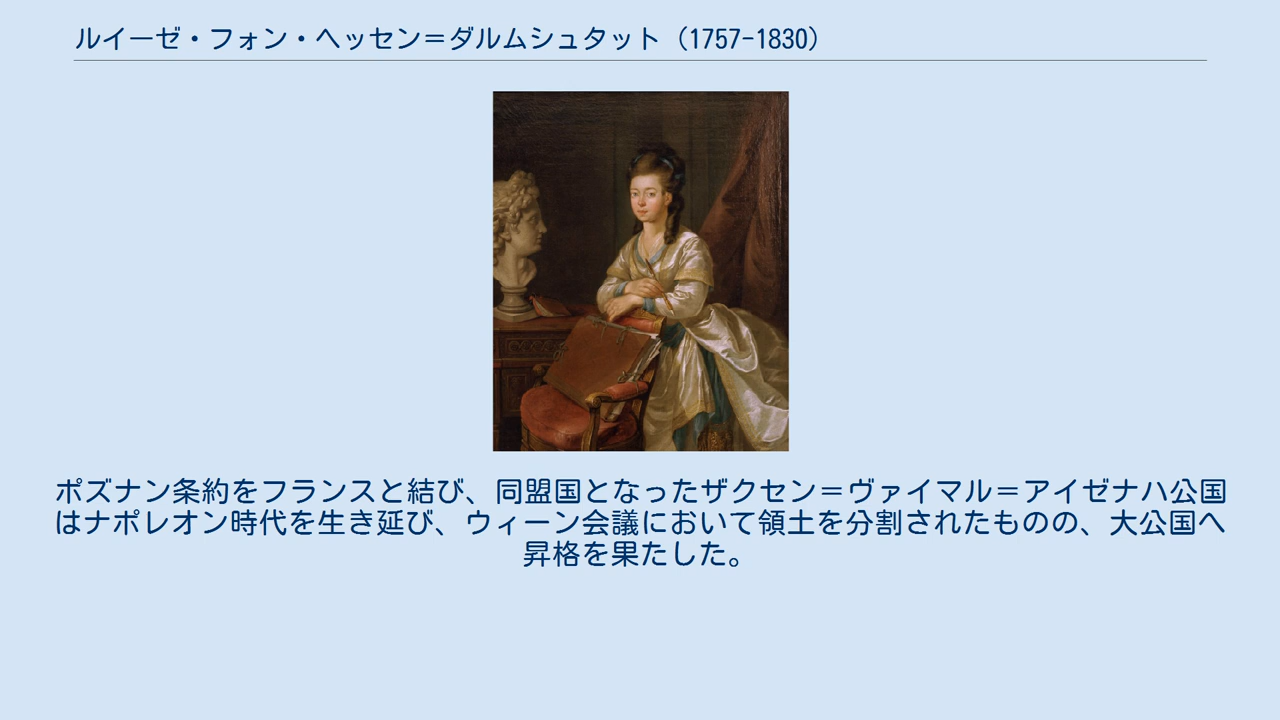 ルイーゼ・フォン・ヘッセン＝ダルムシュタット（1757-1830）
ポズナン条約をフランスと結び、同盟国となったザクセン＝ヴァイマル＝アイゼナハ公国
はナポレオン時代を生き延び、ウィーン会議において領土を分割されたものの、大公国へ
昇格を果たした。